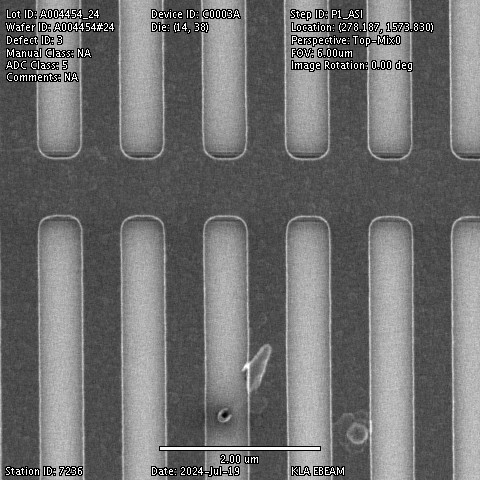 Lot ID: A004454_24
Wafer ID: A004454#24
Defect ID: 3
Manual Class: NA
ADC Class: 5
Comments: NA
Device ID: C0003A
Die: (14, 38)
Step ID: P1_ASI
Location: (278.187, 1573.830)
Perspective: Top-Mix0
FOV: 6.00um
Image Rotation: 0.00 deg
2.00 um
Station ID: 7236
Date: 2024-Jul-19
KLA EBEAM